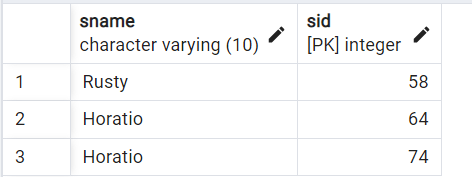 sname sid
character varying (10) [PK] integer
1 Rusty 58
2 Horatio 64
3 Horatio 74